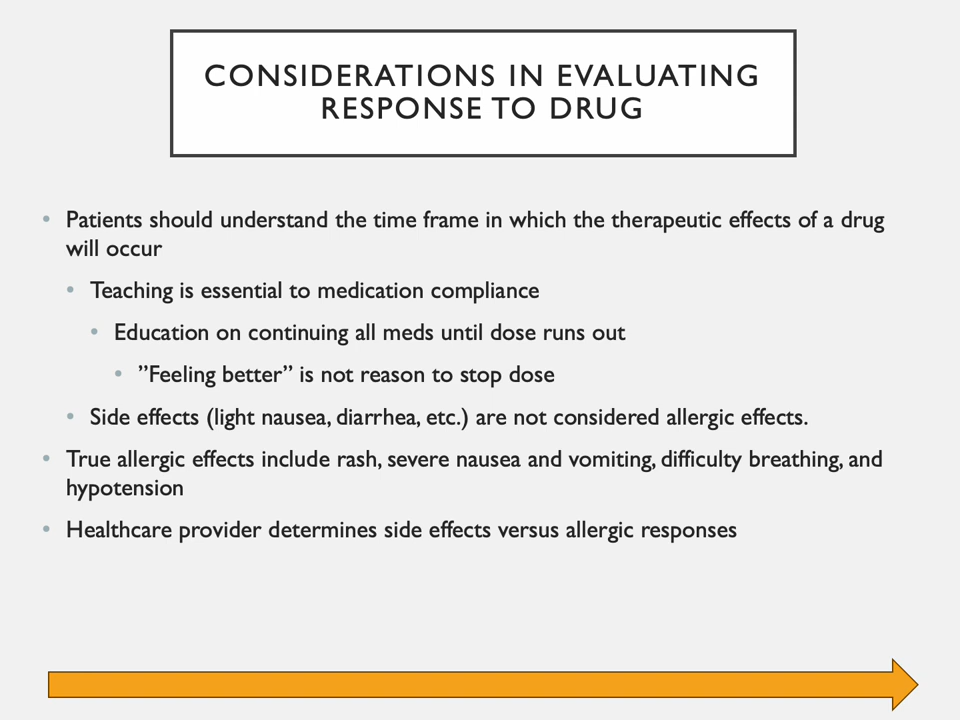 CONSIDERATIONS IN EVALUATING
RESPONSE TO DRUG
• Patients should understand the time frame in which the therapeutic effects of a drug
will occur
• Teaching is essential to medication compliance
• Education on continuing all meds until dose runs out
• ”Feeling better” is not reason to stop dose
• Side effects (light nausea, diarrhea, etc.) are not considered allergic effects.
• True allergic effects include rash, severe nausea and vomiting, difficulty breathing, and
hypotension
• Healthcare provider determines side effects versus allergic responses